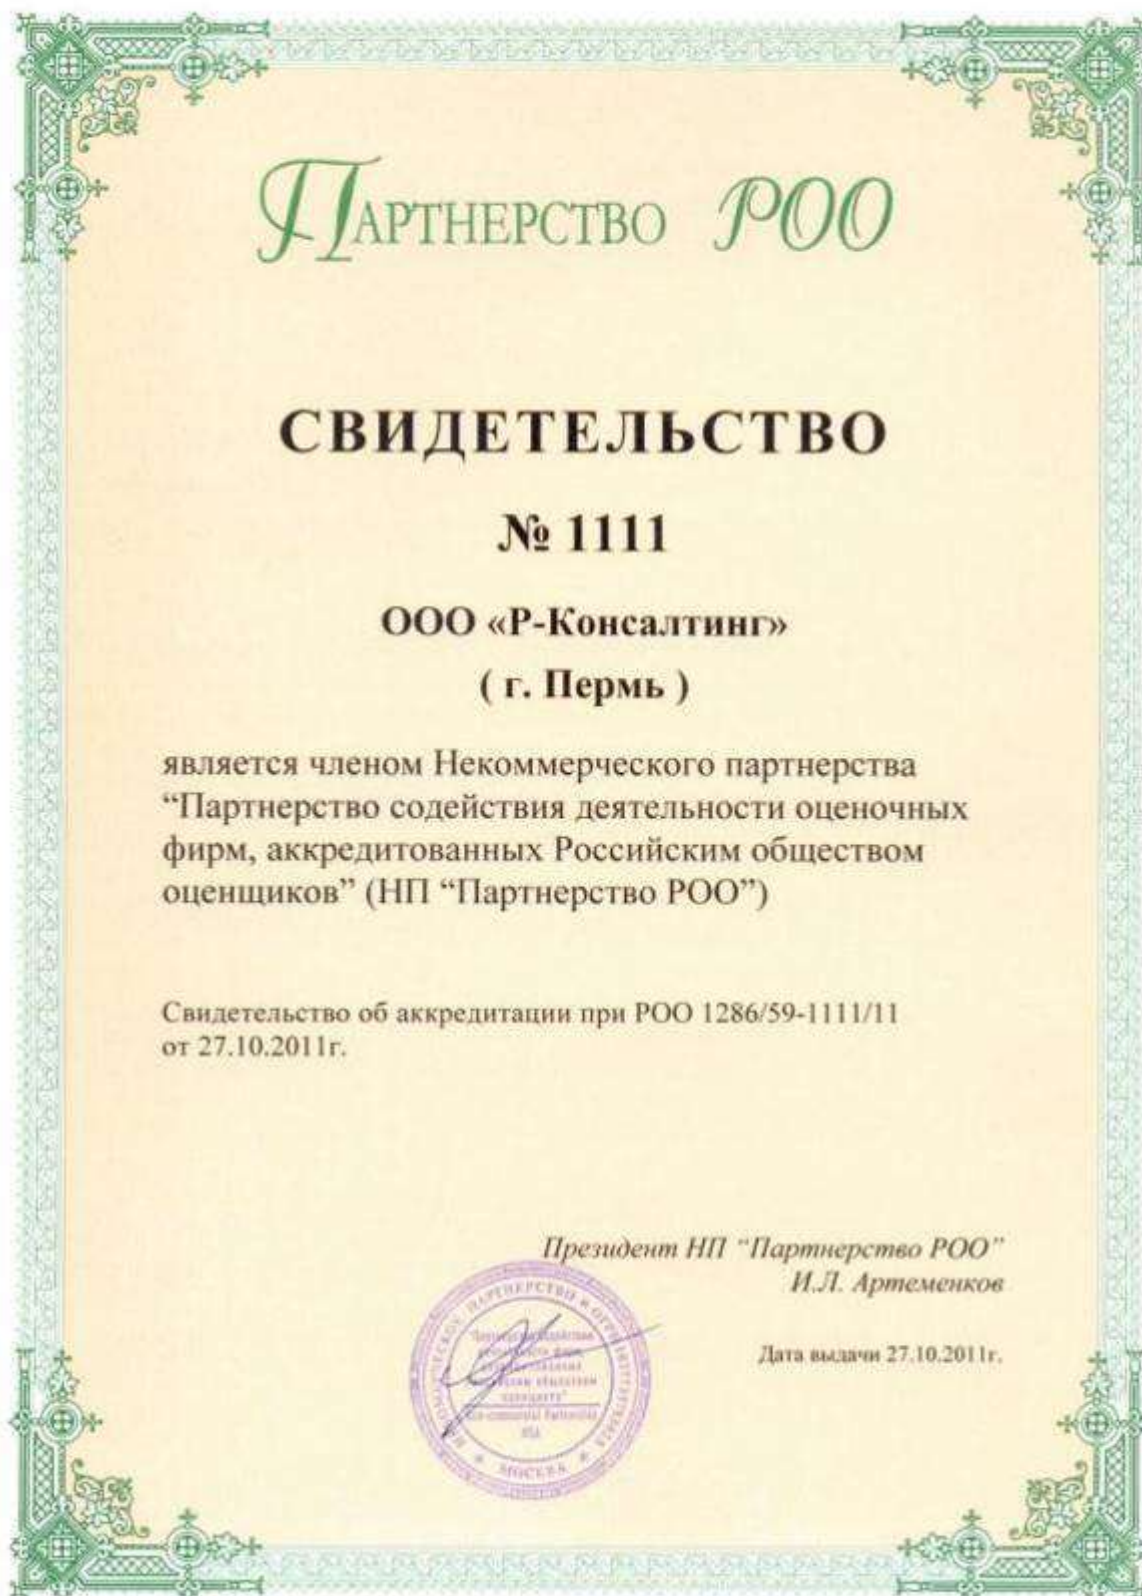 ПАРТНЕРСТВО РОО
СВИДЕТЕЛЬСТВО
№ 1111
ООО «Р-Консалтинг»
( г. Пермь )
является членом Некоммерческого партнерства
“Партнерство содействия деятельности оценочных
фирм, аккредитованных Российским обществом
оценщиков” (НП “Партнерство РОО”)
Свидетельство об аккредитации при РОО 1286/59-1111/11
от 27.10.2011г.
Президент НП “Партнерство РОО”
И.Л. Артеменков
Дата выдачи 27.10.2011г.
ПАРТНЕРСТВО
МОСКВА